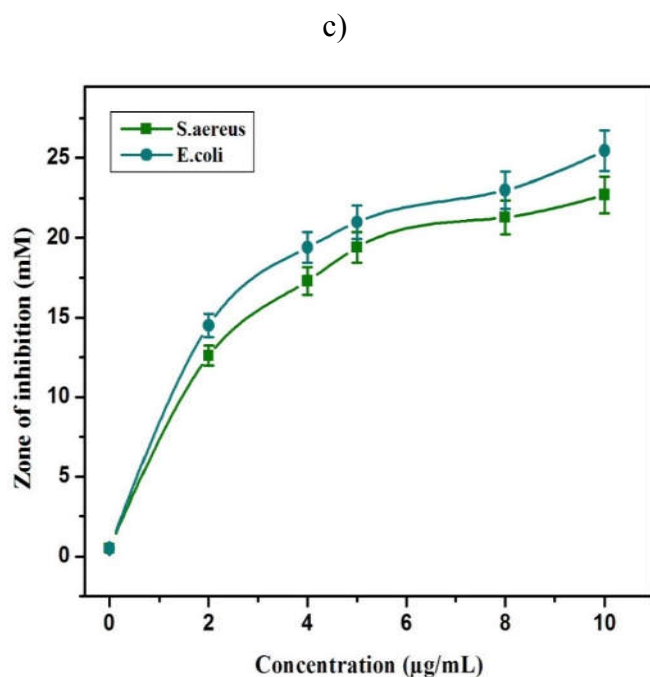 c)
S.aereus
E.coli
25
20
15
10
5
0
Zone of inhibition (mM)
0 2 4 6 8 10
Concentration (µg/mL)